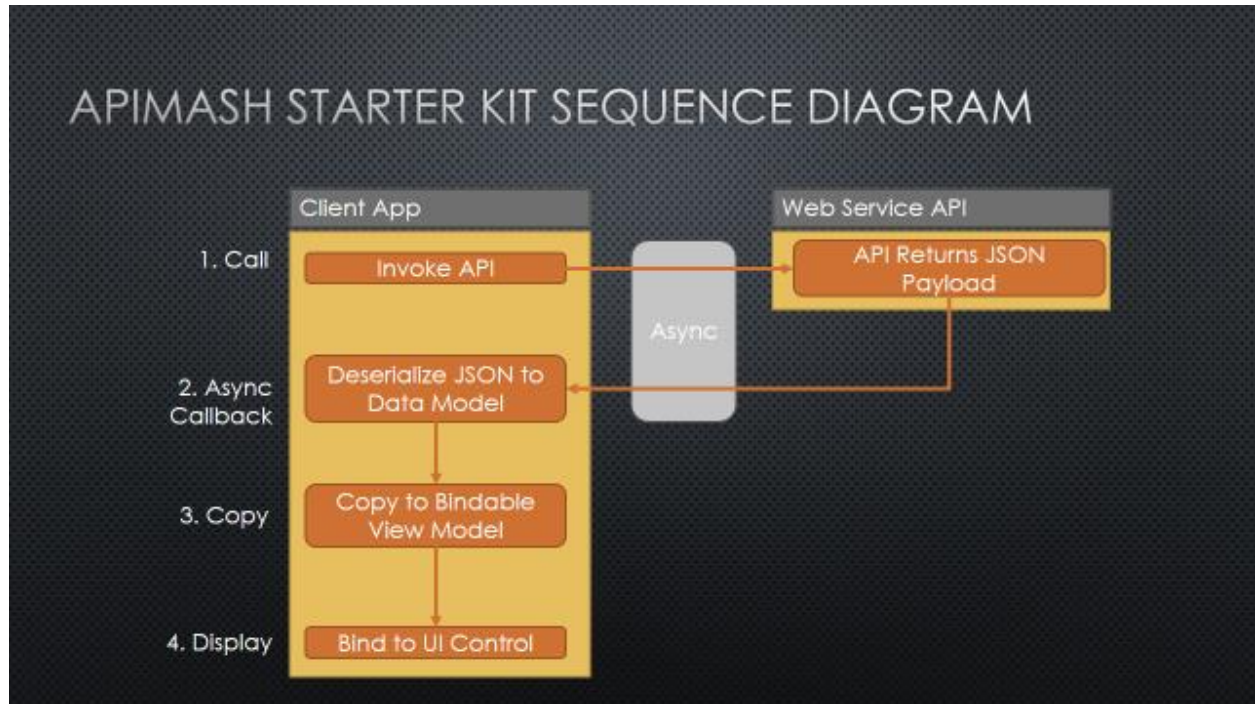 APIMASH STARTER KIT SEQUENCE DIAGRAM
Client App
Web Service API
1. Call
Invoke API
API Returns JSON
Payload
Async
2. Async
Callback
Deserialize JSON to
Data Model
3. Copy
Copy to Bindable
View Model
4. Display
Bind to UI Control